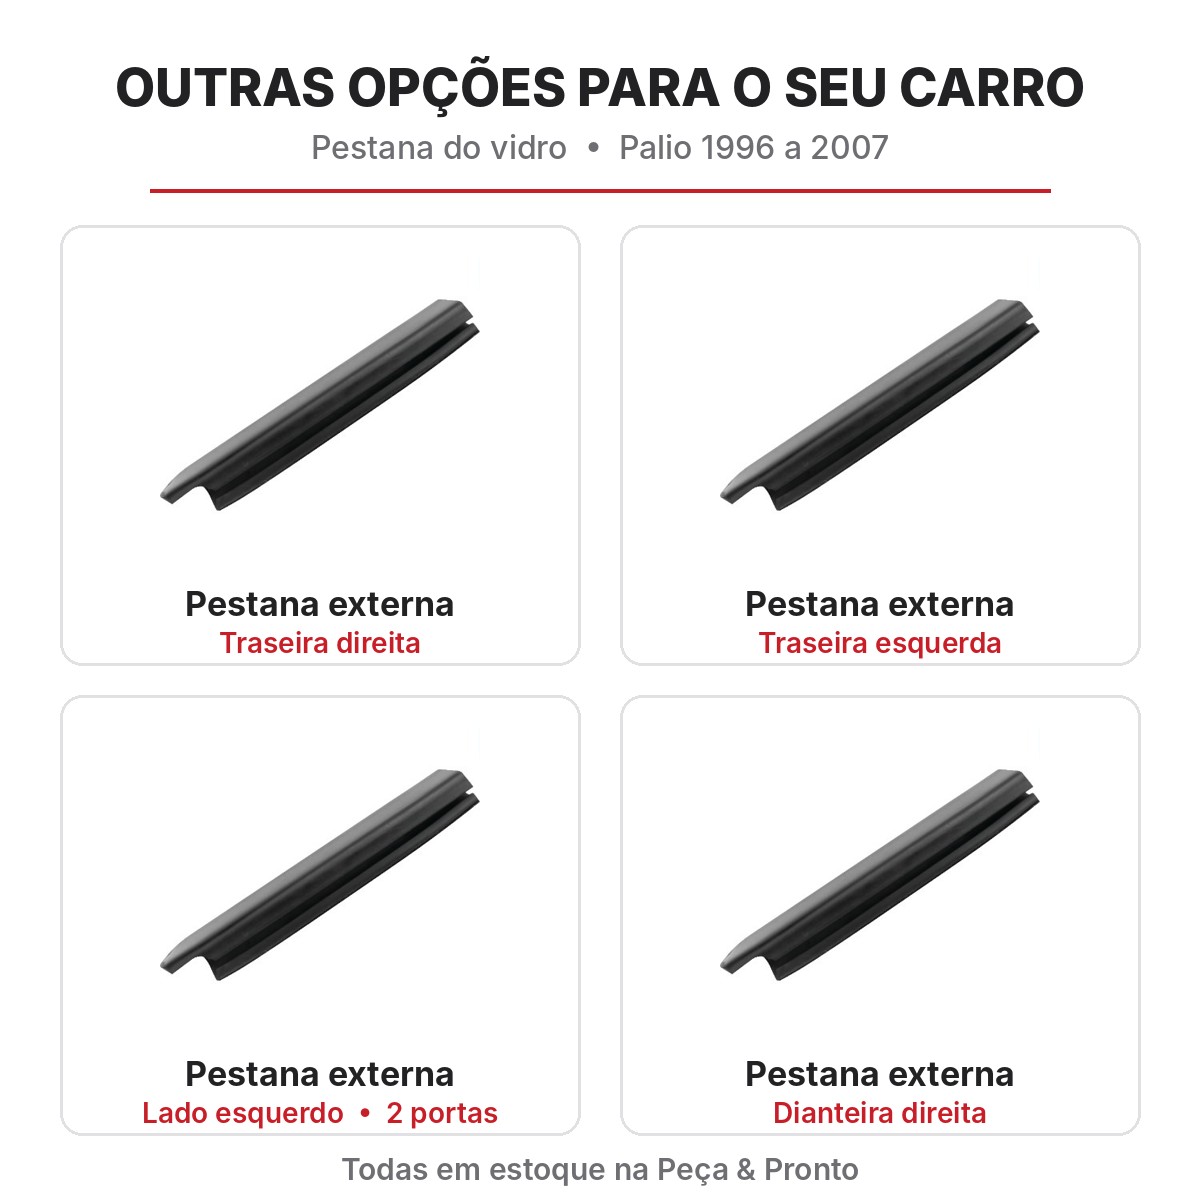 OUTRAS OPÇÕES PARA O SEU CARRO
Pestana do vidro • Palio 1996 a 2007
Pestana externa
Traseira direita
Pestana externa
Traseira esquerda
Pestana externa
Lado esquerdo • 2 portas
Pestana externa
Dianteira direita
Todas em estoque na Peça & Pronto